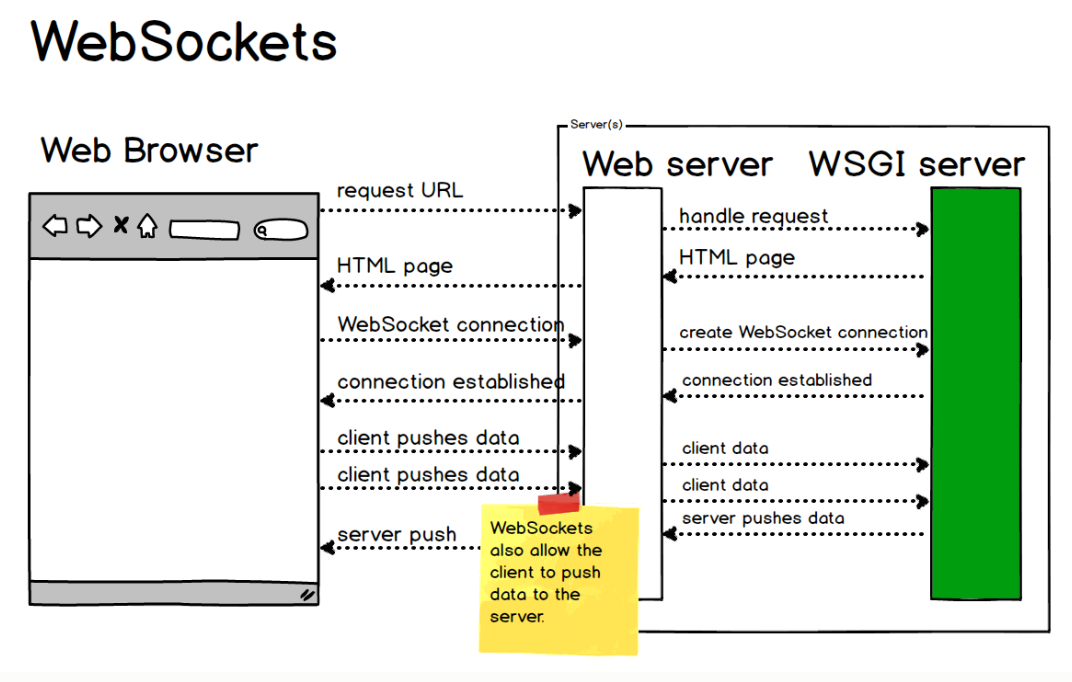 WebSockets
Server(s)
Web Browser
Web server
WSGI server
request URL
handle request
HTML page
HTML page
WebSocket connection
create WebSocket connection
connection established
connection established
client pushes data
client data
client pushes data
client data
server pushes data
server push
WebSockets
also allow the
client to push
data to the
server.